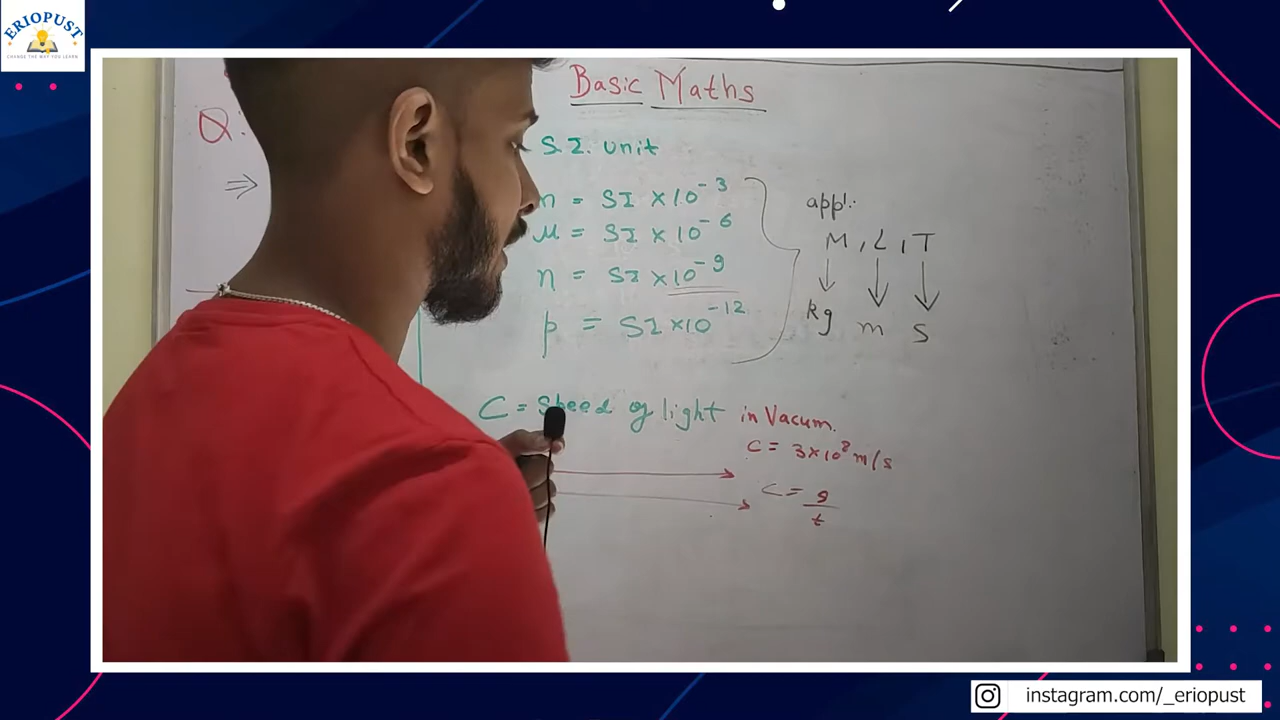 ERIOPUST
CHANGE THE WAY YOU LEARN
Basic Maths
Q:
S.I. unit
⇒
m = SI × 10⁻³
μ = SI × 10⁻⁶
n = SI × 10⁻⁹
p = SI × 10⁻¹²
appl:
M, L, T
kg m s
C = Speed of light in Vacum.
C = 3×10⁸ m/s
C = s/t
instagram.com/_eriopust